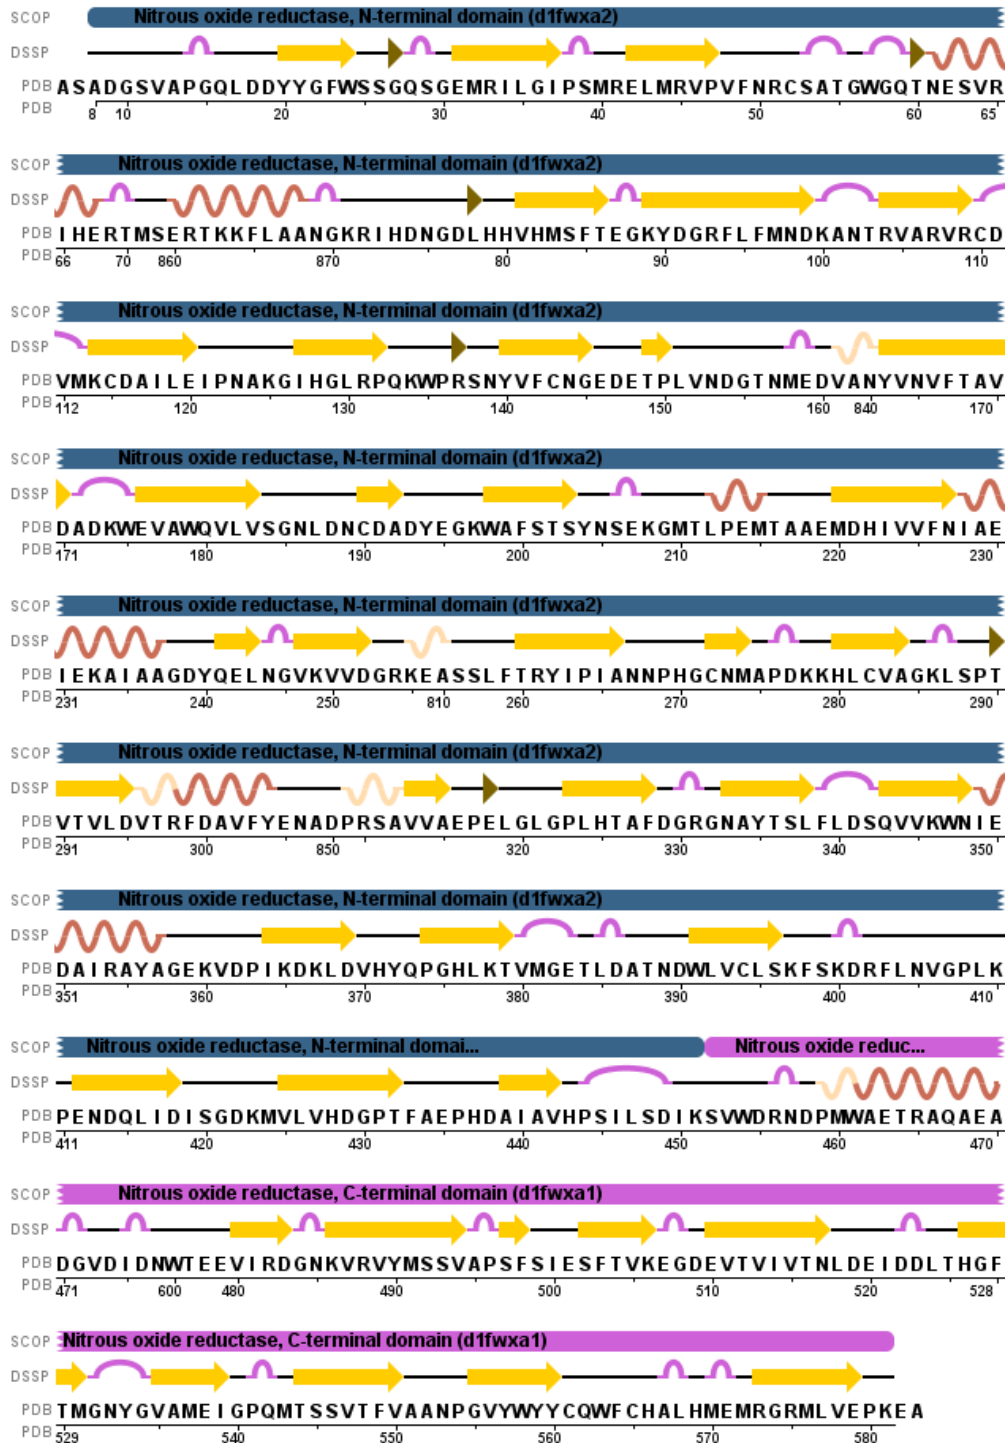 SCOP Nitrous oxide reductase, N-terminal domain (d1fwxa2)
DSSP
PDB ASADGSVAPGQLDDYYGFWSSGQSGEMRILGIPSMRELMRVPVFNRCSATGWGQTNESVR
PDB 8 10 20 30 40 50 60 65
SCOP Nitrous oxide reductase, N-terminal domain (d1fwxa2)
DSSP
PDB IHERTMSERTKKFLAANGKRIHDNGDLHHVHMSFTEGKYDGRFLFMNDKANTRVARVRCD
PDB 66 70 860 870 80 90 100 110
SCOP Nitrous oxide reductase, N-terminal domain (d1fwxa2)
DSSP
PDB VMKCDAILEIPNAKGIHGLRPQKWPRSNYVFCNGEDETPLVNDGTNMEDVANYVNVFTAV
PDB 112 120 130 140 150 160 840 170
SCOP Nitrous oxide reductase, N-terminal domain (d1fwxa2)
DSSP
PDB DADKWEVAWQVLVSGNLDNCDADYEGKWAFSTSYNSEKGMTLPEMTAAEMDHIVVFNIAE
PDB 171 180 190 200 210 220 230
SCOP Nitrous oxide reductase, N-terminal domain (d1fwxa2)
DSSP
PDB IEKAIAAGDYQELNGVKVVDGRKEASSLFTRYIPIANNPHGCNMAPDKKHLCVAGKLSPT
PDB 231 240 250 810 260 270 280 290
SCOP Nitrous oxide reductase, N-terminal domain (d1fwxa2)
DSSP
PDB VTVLDVTRFDAVFYENADPRSAVVAEPELGLGPLHTAFDGRGNAYTSLFLDSQVVKWNIE
PDB 291 300 850 320 330 340 350
SCOP Nitrous oxide reductase, N-terminal domain (d1fwxa2)
DSSP
PDB DAIRAYAGEKVDPIKDKLDVHYQPGHLKTVMGETLDATNDWLVCLSKFSKDRFLNVGPLK
PDB 351 360 370 380 390 400 410
SCOP Nitrous oxide reductase, N-terminal domai... Nitrous oxide reduc...
DSSP
PDB PENDQLIDISGDKMVLVHDGPTFAEPHDAIAVHPSILSDIKSVWDRNDPMWAETRAQAEA
PDB 411 420 430 440 450 460 470
SCOP Nitrous oxide reductase, C-terminal domain (d1fwxa1)
DSSP
PDB DGVDIDNWTEEVIRDGNKVRVYMSSVAPSFSIESFTVKEGDEVTVIVTNLDEIDDLTHGF
PDB 471 600 480 490 500 510 520 528
SCOP Nitrous oxide reductase, C-terminal domain (d1fwxa1)
DSSP
PDB TMGNYGVAMEIGPQMTSSVTFVAANPGVYWYYCQWFCHALHMEMRGRMLVEPKEA
PDB 529 540 550 560 570 580